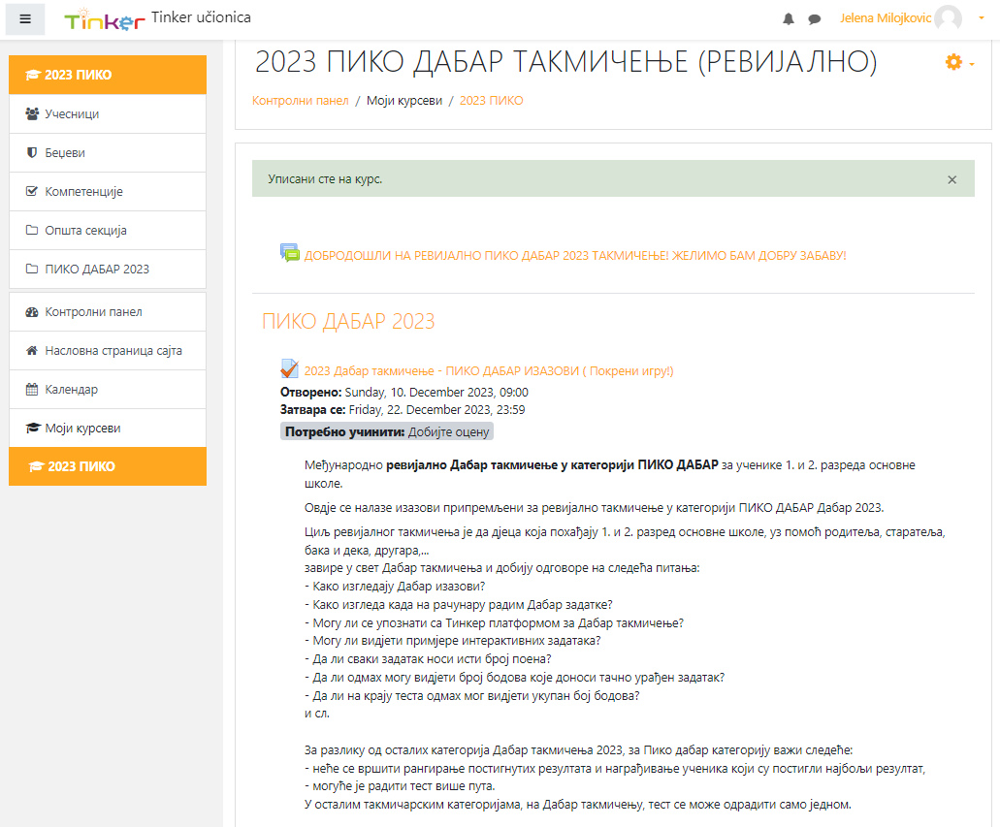 Tinker Tinker učionica
Jelena Milojkovic
2023 ПИКО
Учесници
Беџеви
Компетенције
Општа секција
ПИКО ДАБАР 2023
Контролни панел
Насловна страница сајта
Календар
Моји курсеви
2023 ПИКО
2023 ПИКО ДАБАР ТАКМИЧЕЊЕ (РЕВИЈАЛНО)
Контролни панел / Моји курсеви / 2023 ПИКО
Уписани сте на курс. ×
ДОБРОДОШЛИ НА РЕВИЈАЛНО ПИКО ДАБАР 2023 ТАКМИЧЕЊЕ! ЖЕЛИМО ВАМ ДОБРУ ЗАБАВУ!
ПИКО ДАБАР 2023
2023 Дабар такмичење - ПИКО ДАБАР ИЗАЗОВИ ( Покрени игру!)
Отворено: Sunday, 10. December 2023, 09:00
Затвара се: Friday, 22. December 2023, 23:59
Потребно учинити: Добијте оцену
Међународно ревијално Дабар такмичење у категорији ПИКО ДАБАР за ученике 1. и 2. разреда основне
школе.
Овдје се налазе изазови припремљени за ревијално такмичење у категорији ПИКО ДАБАР Дабар 2023.
Циљ ревијалног такмичења је да дјеца која похађају 1. и 2. разред основне школе, уз помоћ родитеља, старатеља,
бака и дека, другара,...
завире у свет Дабар такмичења и добију одговоре на следећа питања:
- Како изгледају Дабар изазови?
- Како изгледа када на рачунару радим Дабар задатке?
- Могу ли се упознати са Тинкер платформом за Дабар такмичење?
- Могу ли видјети примјере интерактивних задатака?
- Да ли сваки задатак носи исти број поена?
- Да ли одмах могу видјети број бодова које доноси тачно урађен задатак?
- Да ли на крају теста одмах мог видјети укупан бој бодова?
и сл.
За разлику од осталих категорија Дабар такмичења 2023, за Пико дабар категорију важи следеће:
- неће се вршити рангирање постигнутих резултата и награђивање ученика који су постигли најбољи резултат,
- могуће је радити тест више пута.
У осталим такмичарским категоријама, на Дабар такмичењу, тест се може одрадити само једном.